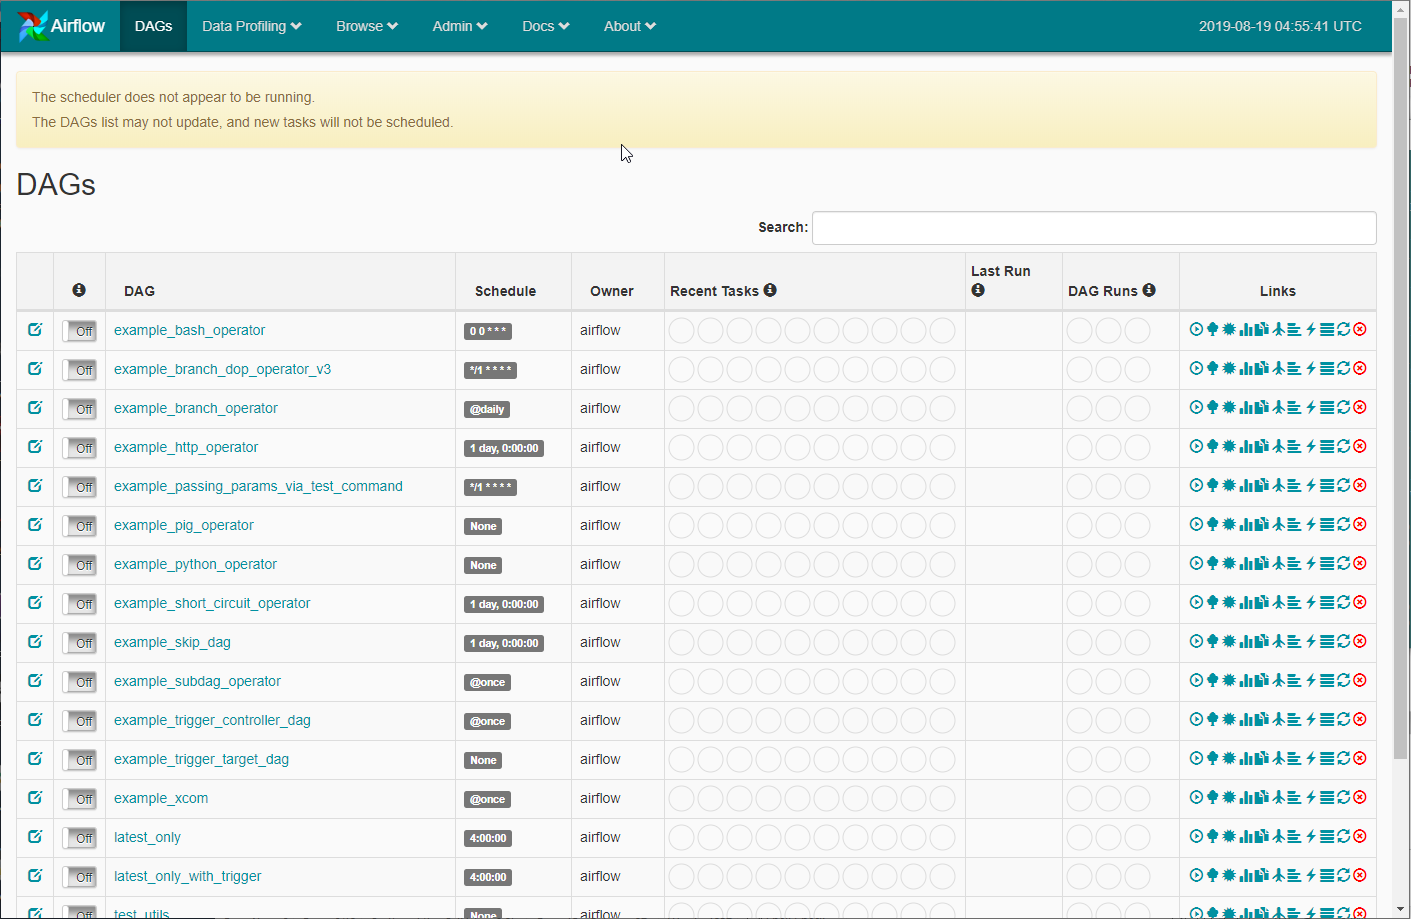 Airflow DAGs Data Profiling Browse Admin Docs About 2019-08-19 04:55:41 UTC
The scheduler does not appear to be running.
The DAGs list may not update, and new tasks will not be scheduled.
DAGs
Search:
DAG Schedule Owner Recent Tasks Last Run DAG Runs Links
Off example_bash_operator 0 0 * * * airflow
Off example_branch_dop_operator_v3 */1 * * * * airflow
Off example_branch_operator @daily airflow
Off example_http_operator 1 day, 0:00:00 airflow
Off example_passing_params_via_test_command */1 * * * * airflow
Off example_pig_operator None airflow
Off example_python_operator None airflow
Off example_short_circuit_operator 1 day, 0:00:00 airflow
Off example_skip_dag 1 day, 0:00:00 airflow
Off example_subdag_operator @once airflow
Off example_trigger_controller_dag @once airflow
Off example_trigger_target_dag None airflow
Off example_xcom @once airflow
Off latest_only 4:00:00 airflow
Off latest_only_with_trigger 4:00:00 airflow
Off test_utils None airflow